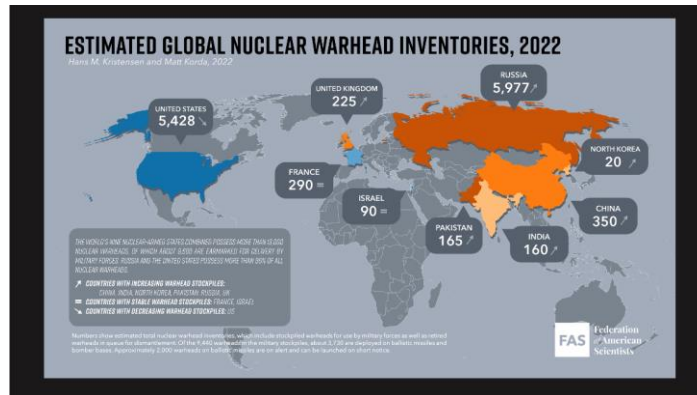 ESTIMATED GLOBAL NUCLEAR WARHEAD INVENTORIES, 2022
Hans M. Kristensen and Matt Korda, 2022
RUSSIA
5,977↗
UNITED KINGDOM
225 ↗
UNITED STATES
5,428 ↘
NORTH KOREA
20 ↗
FRANCE
290 =
ISRAEL
90 =
CHINA
350 ↗
PAKISTAN
165 ↗
INDIA
160 ↗
THE WORLD'S NINE NUCLEAR-ARMED STATES COMBINED POSSESS MORE THAN
NUCLEAR WARHEADS, OF WHICH ABOUT ARE EARMARKED FOR DELIVERY BY
MILITARY FORCES. RUSSIA AND THE UNITED STATES POSSESS MORE THAN OF ALL
NUCLEAR WARHEADS.
↗ COUNTRIES WITH INCREASING WARHEAD STOCKPILES:
CHINA, INDIA, NORTH KOREA, PAKISTAN, RUSSIA, UK
= COUNTRIES WITH STABLE WARHEAD STOCKPILES: FRANCE, ISRAEL
↘ COUNTRIES WITH DECREASING WARHEAD STOCKPILES: US
Numbers show estimated total nuclear warhead inventories, which include stockpiled warheads for use by military forces as well as retired
warheads in queue for dismantlement. Of the 9,440 warheads in the military stockpiles, about 3,730 are deployed on ballistic missiles and
bomber bases. Approximately 2,000 warheads on ballistic missiles are on alert and can be launched on short notice.
FAS
Federation
of American
Scientists